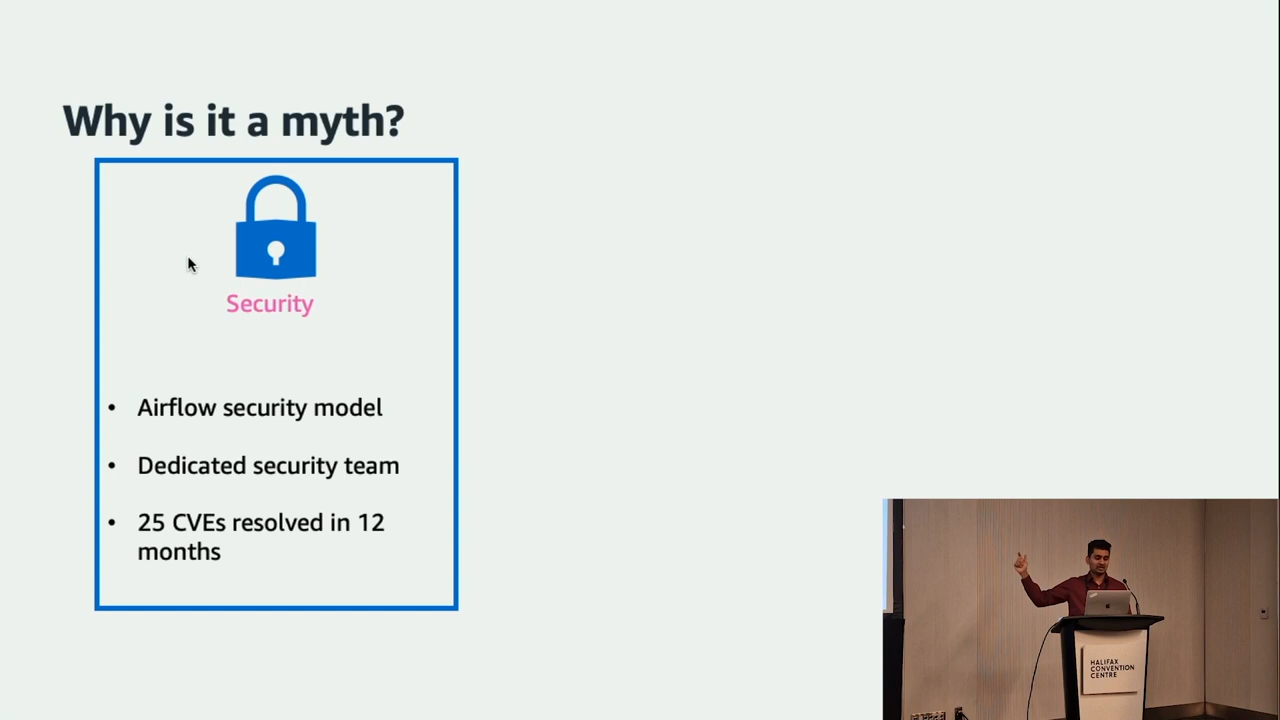 Why is it a myth?
Security
• Airflow security model
• Dedicated security team
• 25 CVEs resolved in 12
months
HALIFAX
CONVENTION
CENTRE